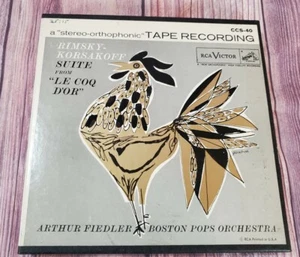 CCS-40
a "stereo-orthophonic" TAPE RECORDING
RIMSKY-
KORSAKOFF
SUITE
FROM
"LE COQ
D'OR"
RCA VICTOR
ARTHUR FIEDLER
BOSTON POPS ORCHESTRA